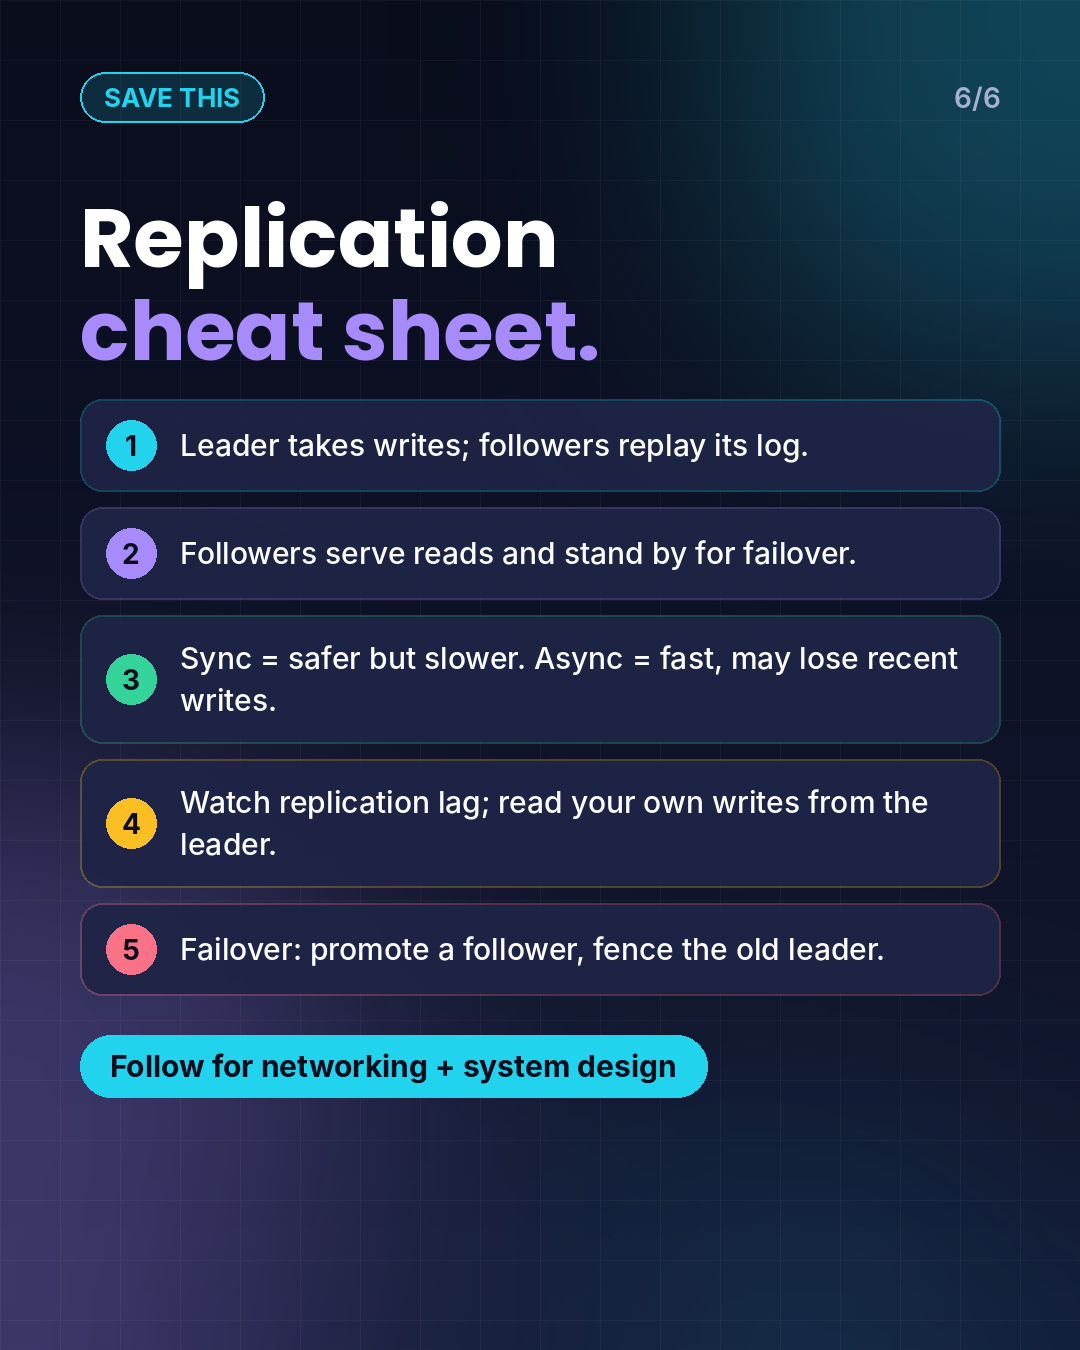 SAVE THIS
6/6
Replication
cheat sheet.
1 Leader takes writes; followers replay its log.
2 Followers serve reads and stand by for failover.
3 Sync = safer but slower. Async = fast, may lose recent
writes.
4 Watch replication lag; read your own writes from the
leader.
5 Failover: promote a follower, fence the old leader.
Follow for networking + system design